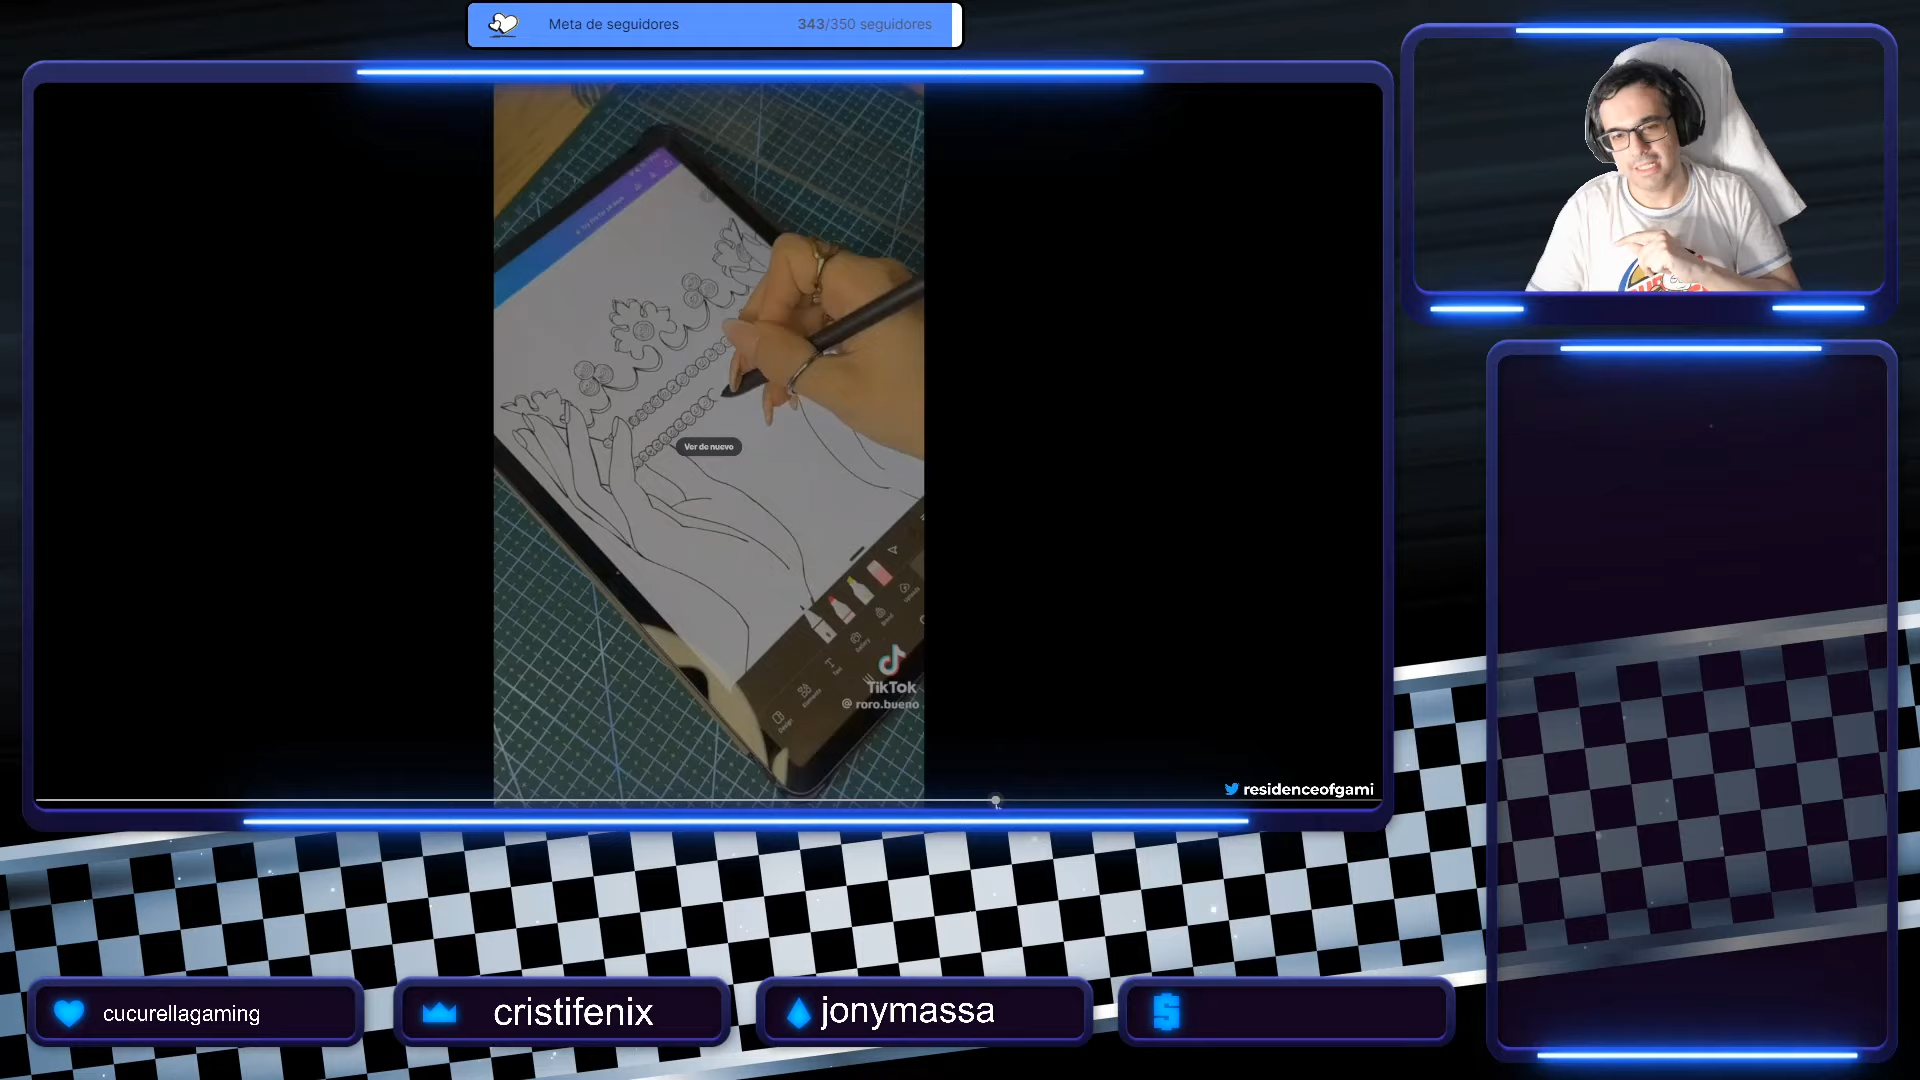 Meta de seguidores
343/350 seguidores
Ver de nuevo
TikTok
@ roro.bueno
residenceofgami
cucurellagaming
cristifenix
jonymassa